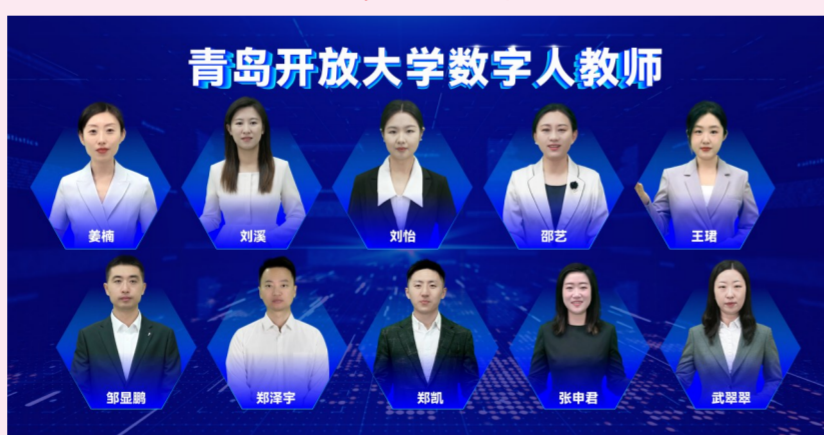 青岛开放大学数字人教师
姜楠
刘溪
刘怡
邵艺
王珺
邹显鹏
郑泽宇
郑凯
张申君
武翠翠